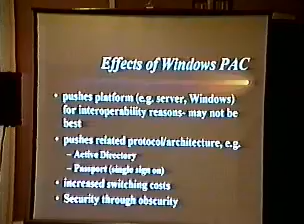 Effects of Windows PAC
• pushes platform (e.g. server, Windows)
for interoperability reasons- may not be
best
• pushes related protocol/architecture, e.g.
– Active Directory
– Passport (single sign on)
• increased switching costs
• Security through obscurity